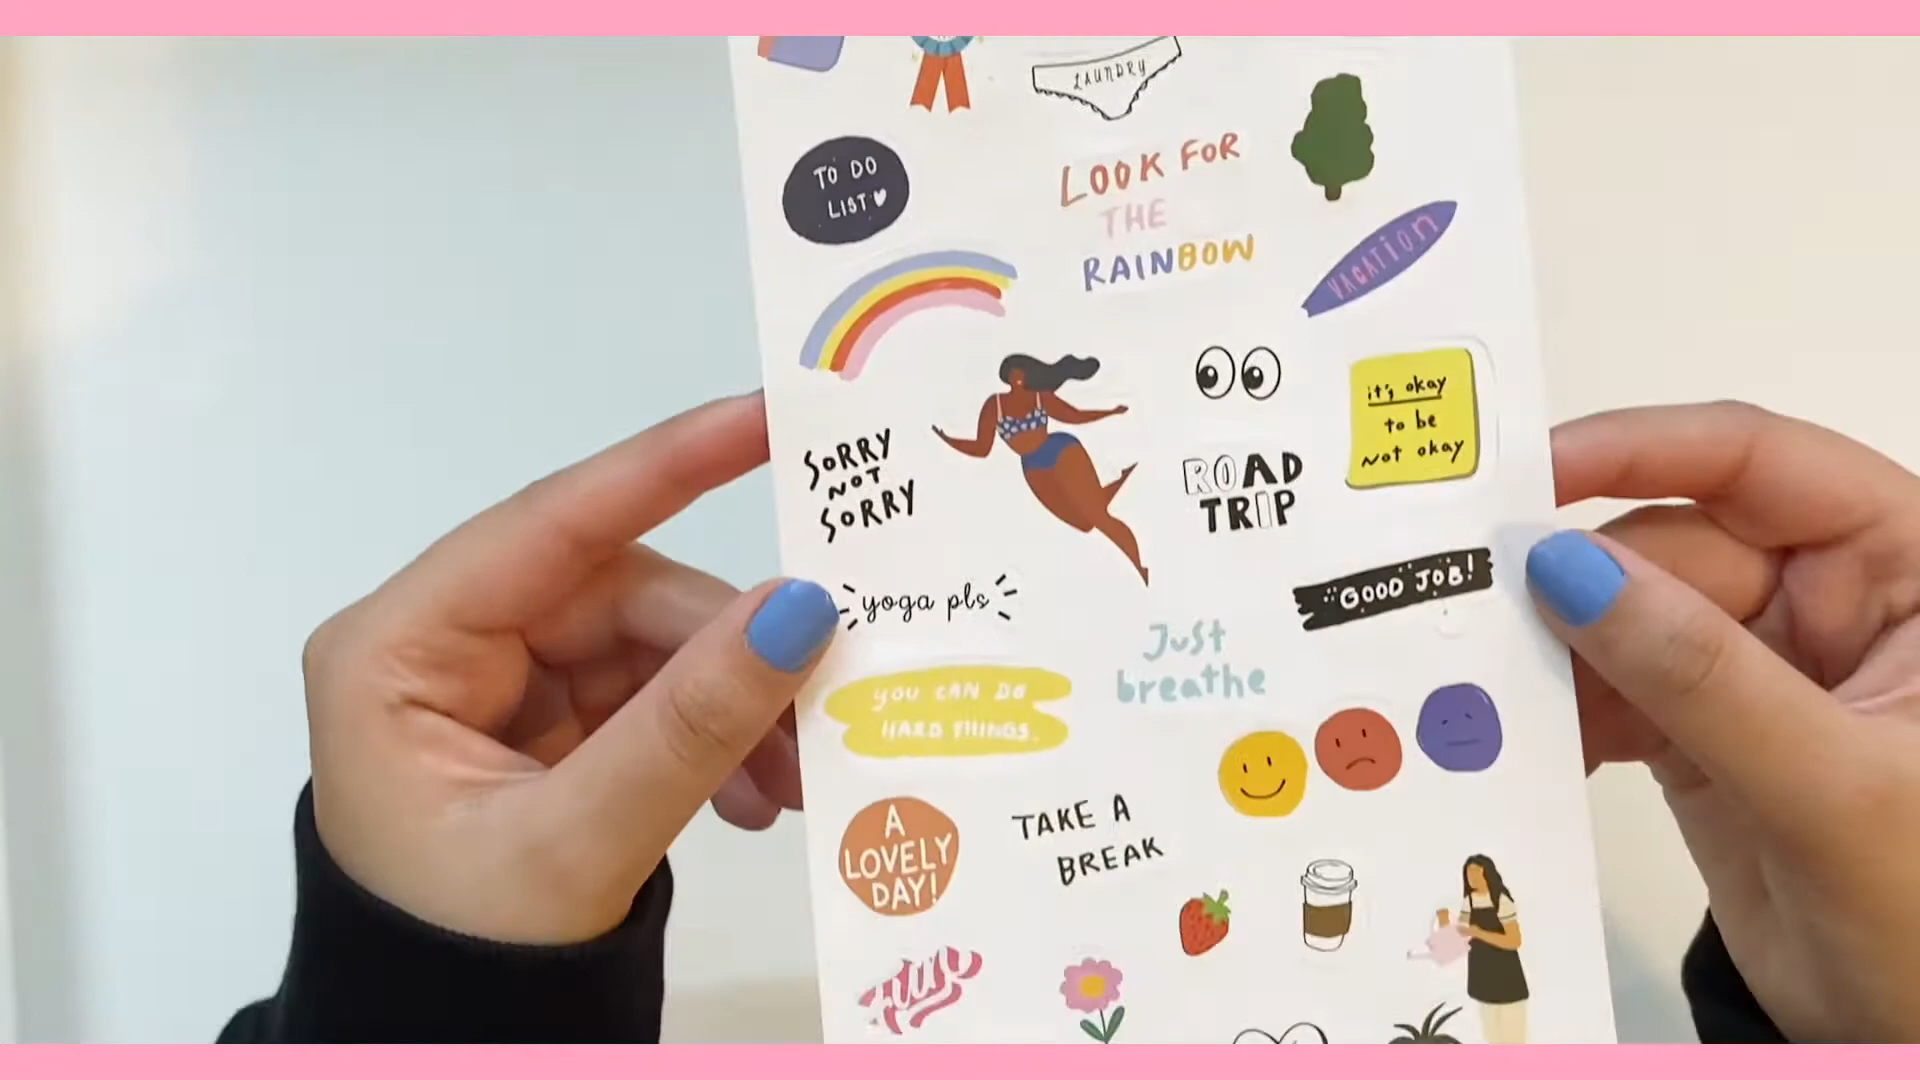 LAUNDRY
TO DO
LIST
LOOK FOR
THE
RAINBOW
VACATION
it's okay
to be
not okay
SORRY
NOT
SORRY
ROAD
TRIP
yoga pls
GOOD JOB!
Just
breathe
YOU CAN DO
HARD THINGS.
A
LOVELY
DAY!
TAKE A
BREAK
fun